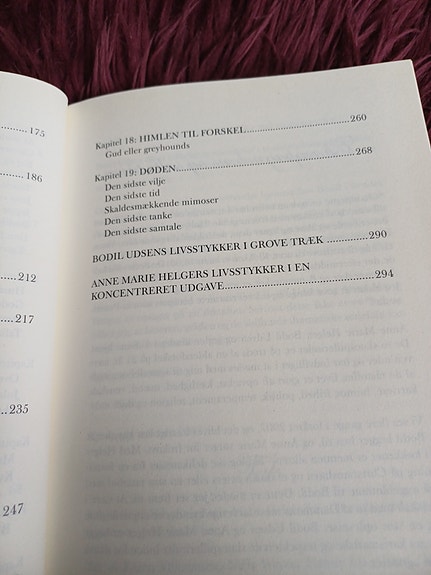 175
186
212
217
235
247
Kapitel 18: HIMLEN TIL FORSKEL 260
Gud eller greyhounds
Kapitel 19: DØDEN 268
Den sidste vilje
Den sidste tid
Skaldesmækkende mimoser
Den sidste tanke
Den sidste samtale
BODIL UDSENS LIVSSTYKKER I GROVE TRÆK 290
ANNE MARIE HELGERS LIVSSTYKKER I EN
KONCENTRERET UDGAVE 294